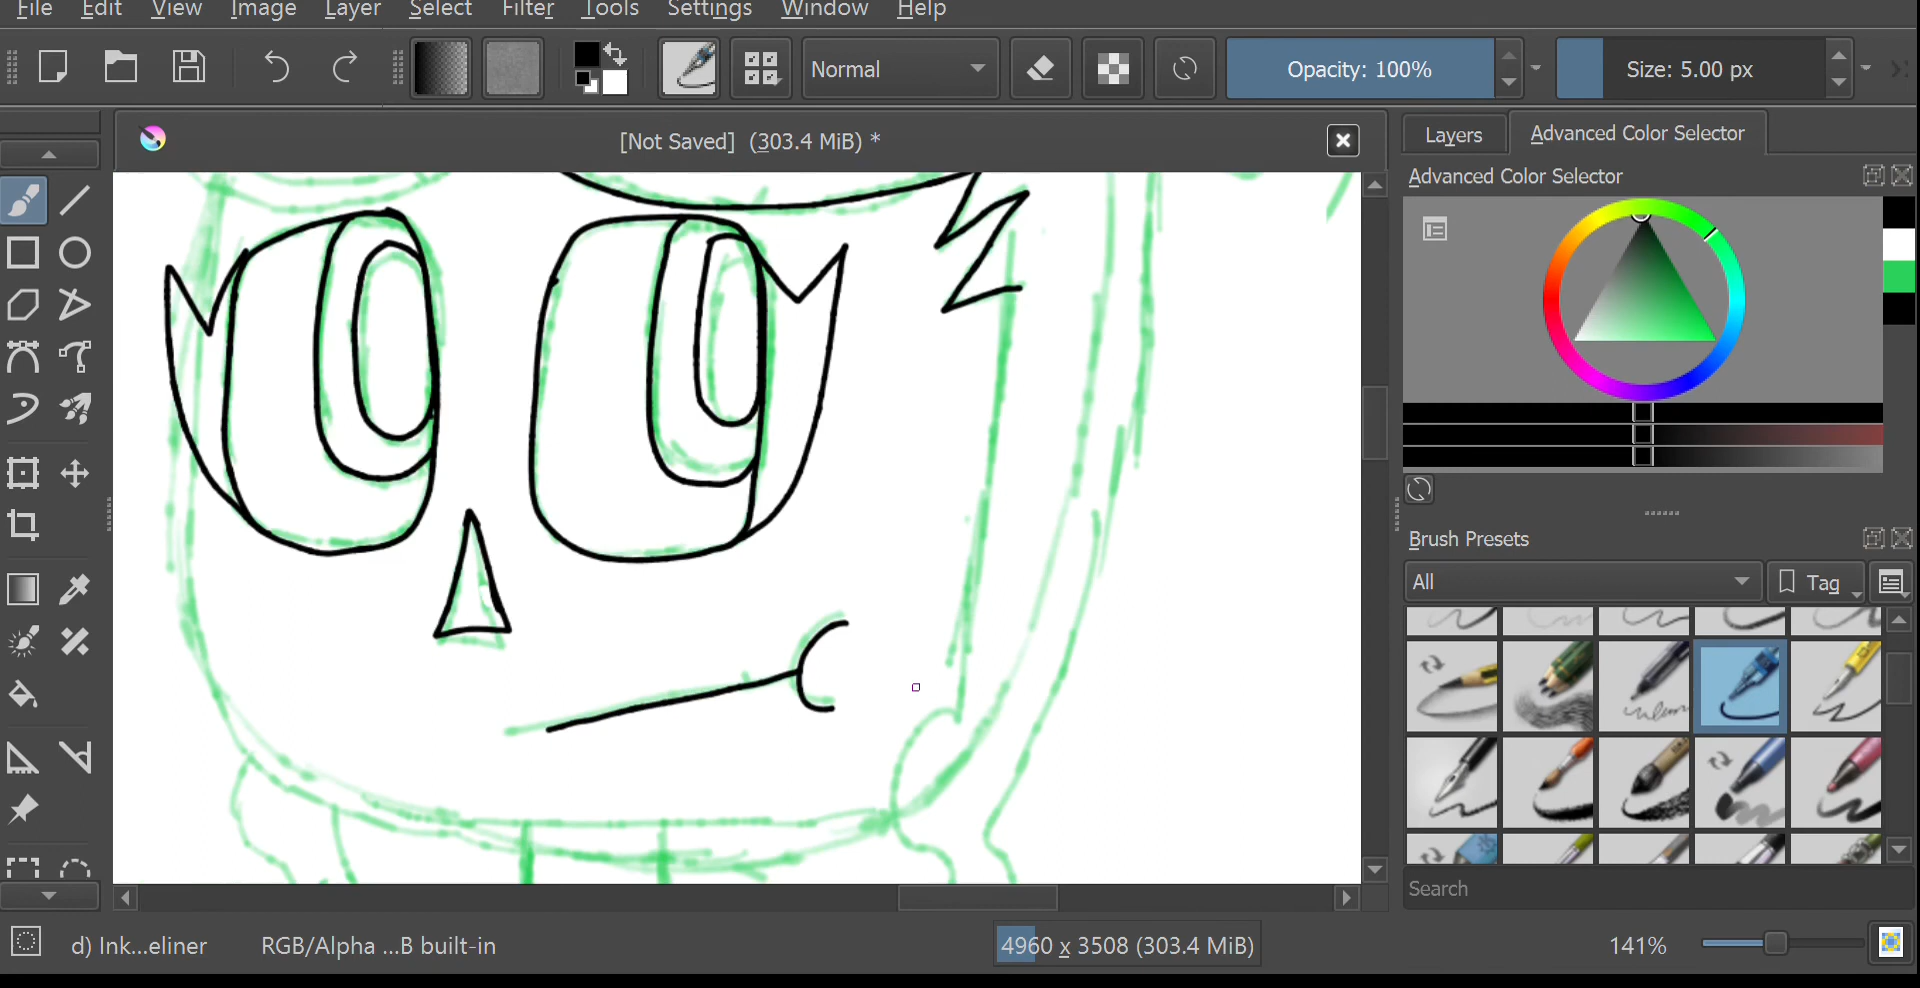 File Edit View Image Layer Select Filter Tools Settings Window Help
Normal Opacity: 100% Size: 5.00 px
[Not Saved] (303.4 MiB) *
Layers Advanced Color Selector
Advanced Color Selector
Brush Presets
All Tag
Search
d) Ink...eliner RGB/Alpha ...B built-in 4960 x 3508 (303.4 MiB) 141%